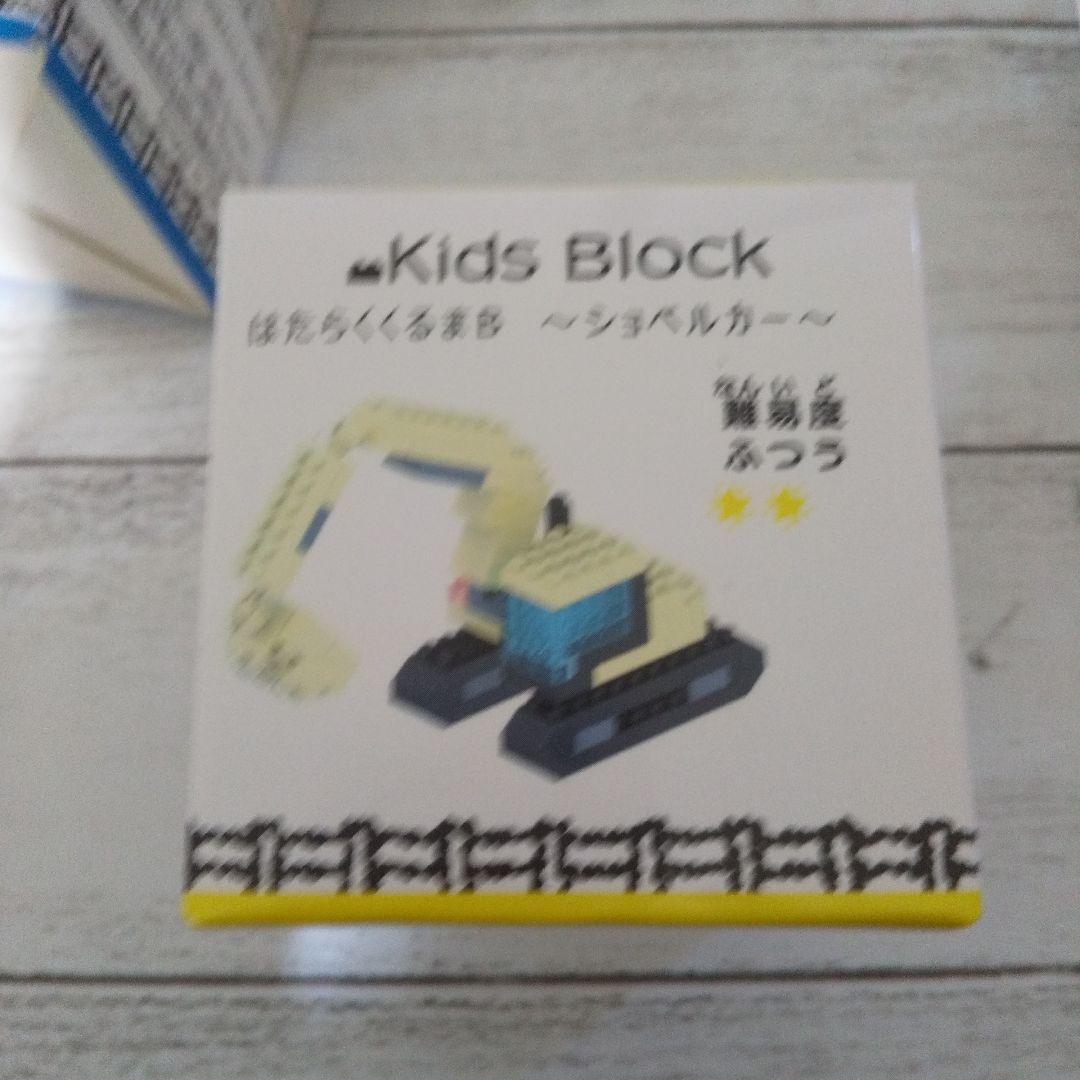 Kids Block
はたらくくるまB ～ショベルカー～
なんいど
難易度
ふつう